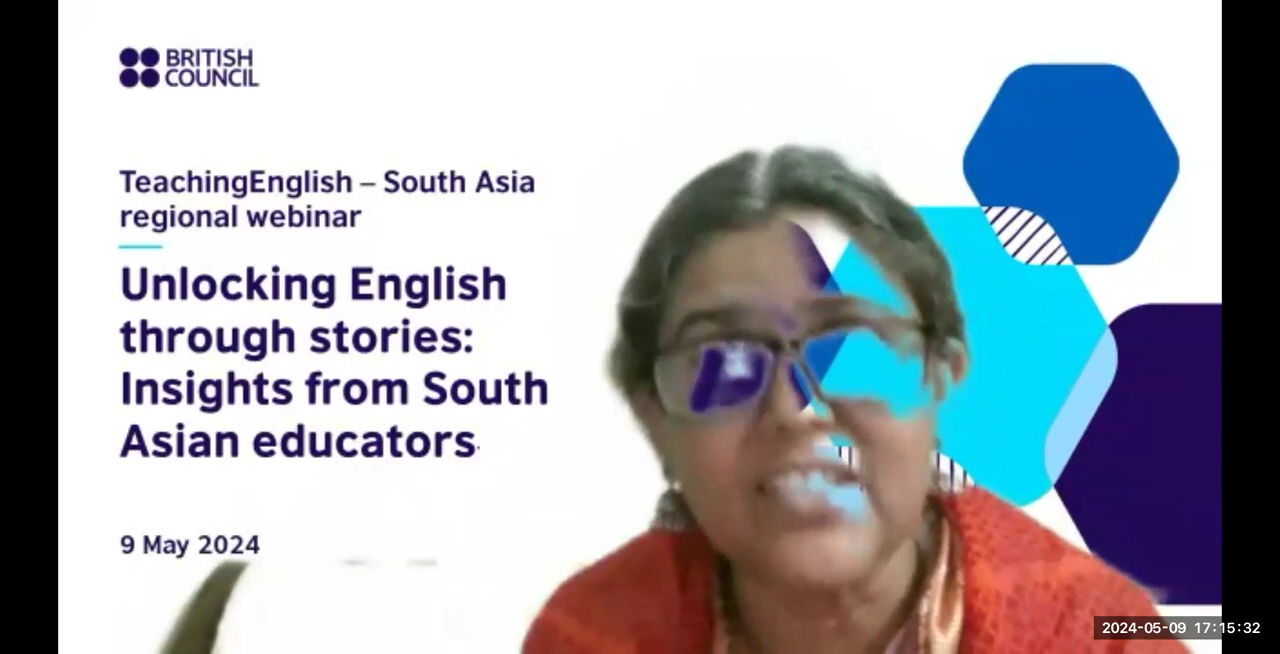 BRITISH
COUNCIL
TeachingEnglish – South Asia
regional webinar
Unlocking English
through stories:
Insights from South
Asian educators
9 May 2024
2024-05-09 17:15:32